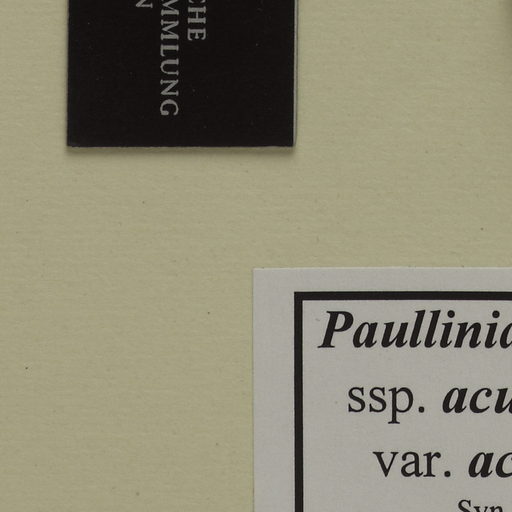 CHE
MMLUNG
N
Paullinia
ssp. acu
var. ac
Syn